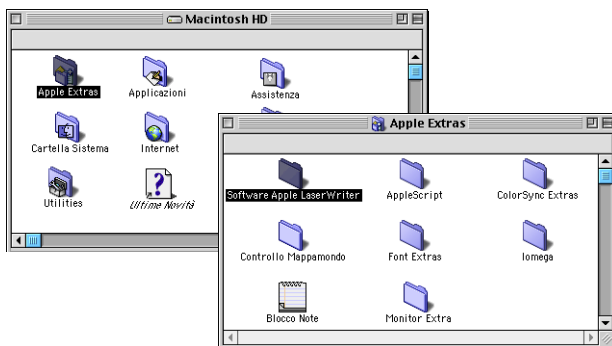 Macintosh HD
Apple Extras
Applicazioni
Assistenza
Cartella Sistema
Internet
Utilities
Ultime Novità
Apple Extras
Software Apple LaserWriter
AppleScript
ColorSync Extras
Controllo Mappamondo
Font Extras
Iomega
Blocco Note
Monitor Extra